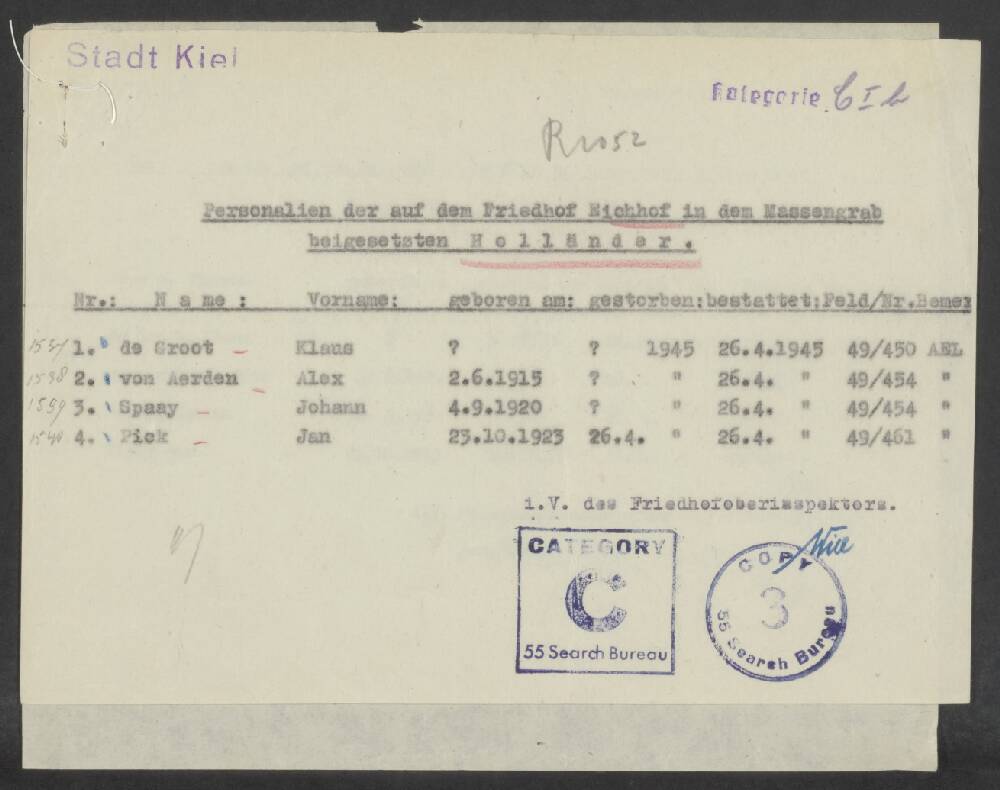 Stadt Kiel
Kategorie C I b
R1052
Personalien der auf dem Friedhof Eichhof in dem Massengrab
beigesetzten Holländer.
Nr.: Name: Vorname: geboren am: gestorben: bestattet: Feld/Nr. Bemer
1537 1. de Groot Klaus ? ? 1945 26.4.1945 49/450 AEL
1538 2. von Aerden Alex 2.6.1915 ? " 26.4. " 49/454 "
1539 3. Spaay Johann 4.9.1920 ? " 26.4. " 49/454 "
1540 4. Pick Jan 23.10.1923 26.4. " 26.4. " 49/461 "
i.V. des Friedhofoberinspektors.
CATEGORY
C
55 Search Bureau
COPY
3
55 Search Bureau